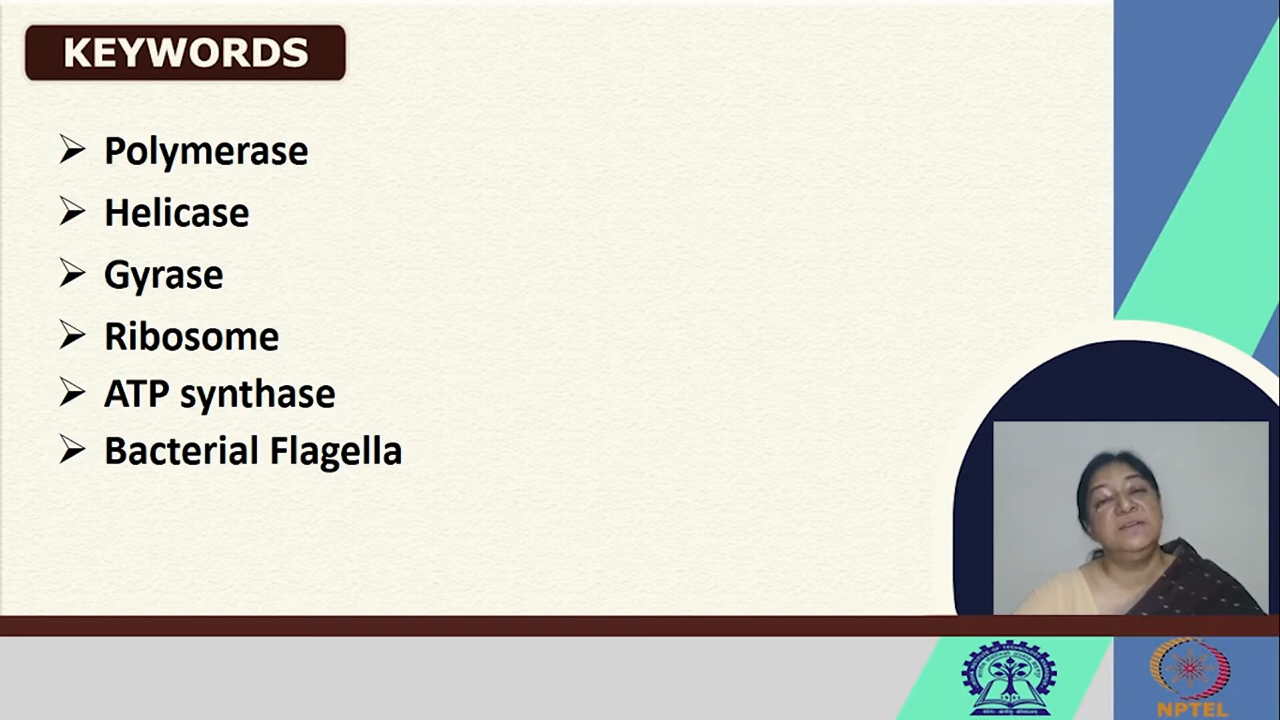 KEYWORDS
Polymerase
Helicase
Gyrase
Ribosome
ATP synthase
Bacterial Flagella
NPTEL